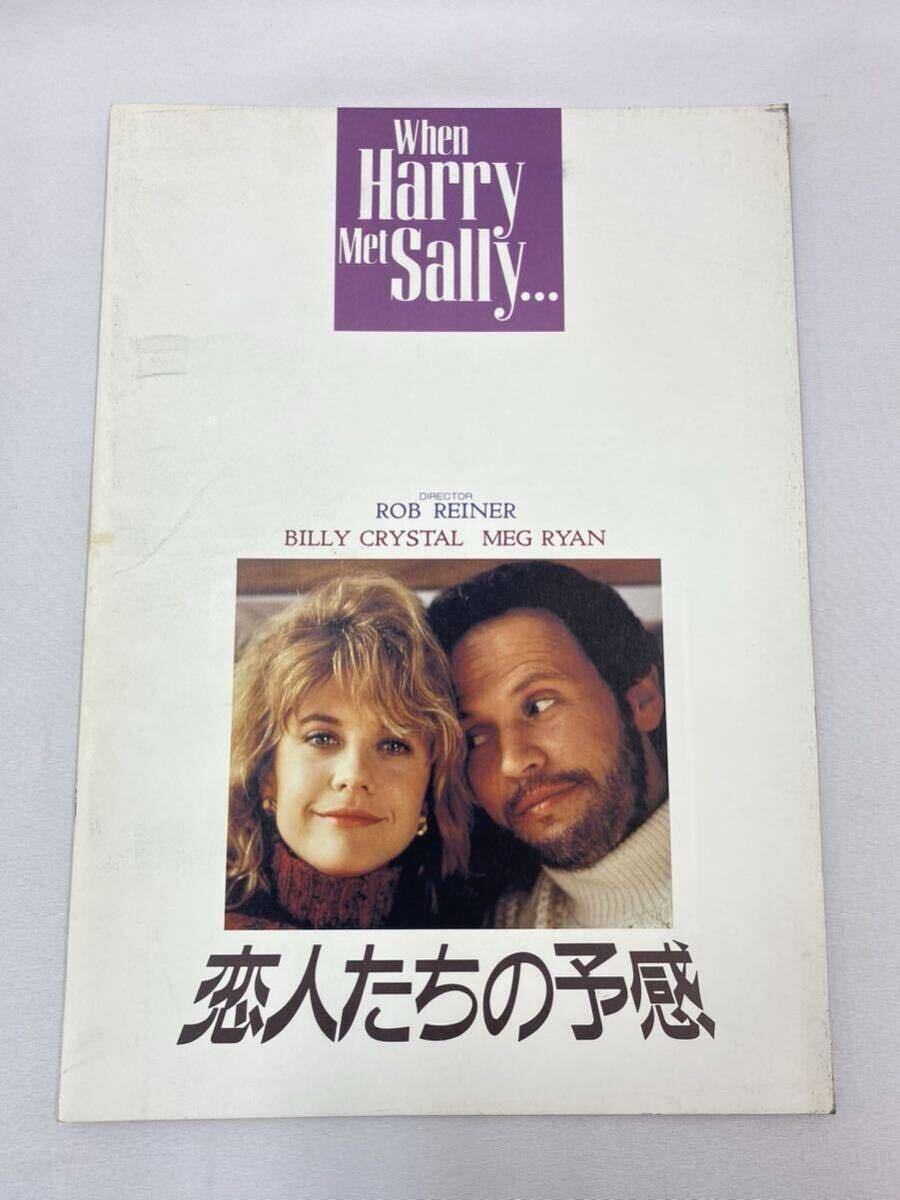 When
Harry
Met Sally...
DIRECTOR
ROB REINER
BILLY CRYSTAL MEG RYAN
恋人たちの予感